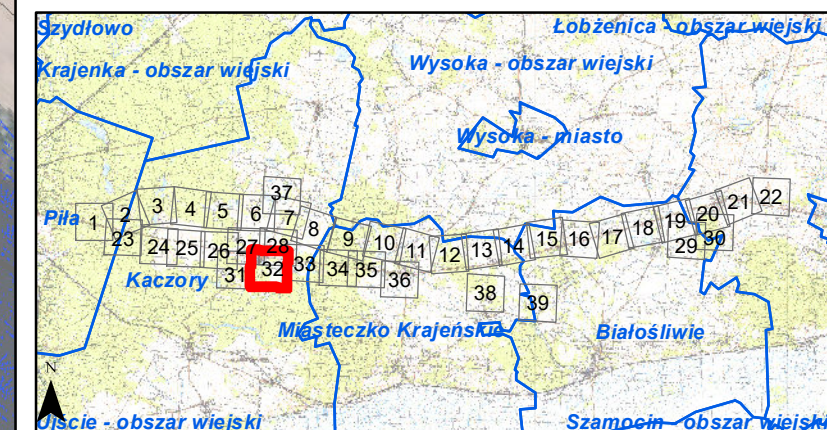 Szydłowo
Łobżenica - obszar wiejski
Krajenka - obszar wiejski
Wysoka - obszar wiejski
Wysoka - miasto
37
1 2 3 4 5 6 7 8 9 10 11 12 13 14 15 16 17 18 19 20 21 22
Piła
23 24 25 26 27 28 29 30
31 32 33 34 35 36
Kaczory
38 39
Miasteczko Krajeńskie
Białośliwie
N
Ujście - obszar wiejski
Szamocin - obszar wiejski